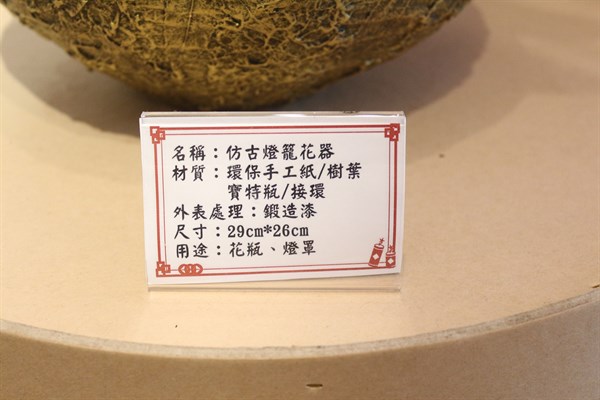 名稱：仿古燈籠花器
材質：環保手工紙/樹葉
寶特瓶/接環
外表處理：鍛造漆
尺寸：29cm*26cm
用途：花瓶、燈罩